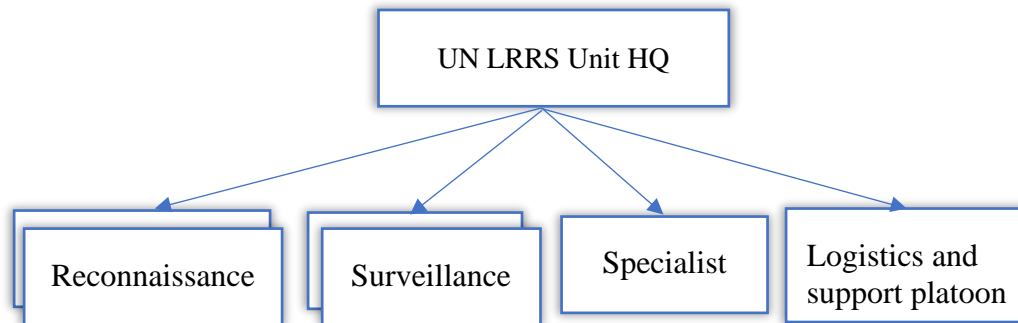 UN LRRS Unit HQ
Reconnaissance
Surveillance
Specialist
Logistics and
support platoon